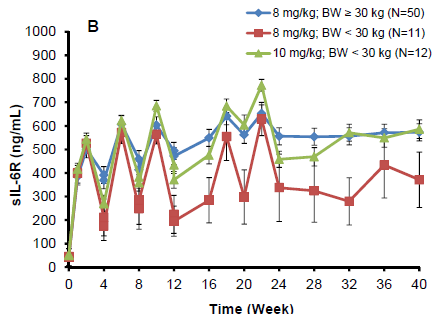 8 mg/kg; BW ≥ 30 kg (N=50)
B
8 mg/kg; BW < 30 kg (N=11)
10 mg/kg; BW < 30 kg (N=12)
sIL-6R (ng/mL)
1000
900
800
700
600
500
400
300
200
100
0
0 4 8 12 16 20 24 28 32 36 40
Time (Week)